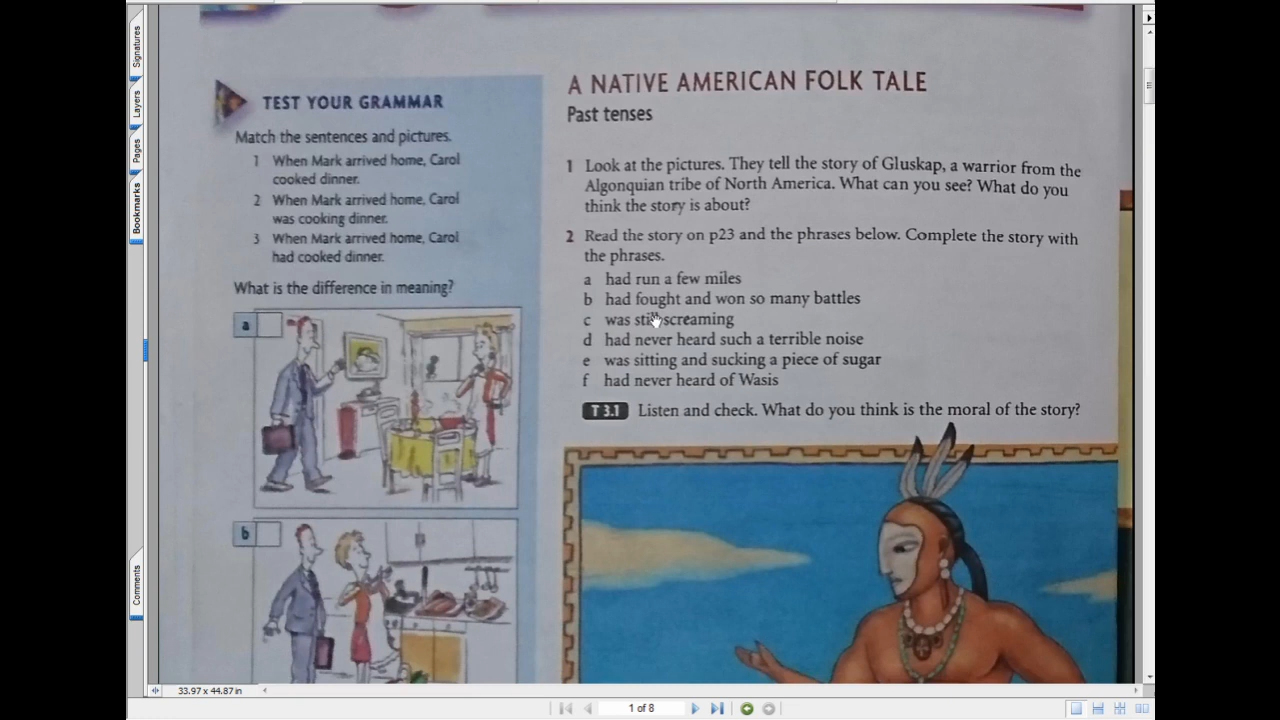 Signatures
Layers
Pages
Bookmarks
Comments
TEST YOUR GRAMMAR
Match the sentences and pictures.
1 When Mark arrived home, Carol
cooked dinner.
2 When Mark arrived home, Carol
was cooking dinner.
3 When Mark arrived home, Carol
had cooked dinner.
What is the difference in meaning?
a
b
A NATIVE AMERICAN FOLK TALE
Past tenses
1 Look at the pictures. They tell the story of Gluskap, a warrior from the
Algonquian tribe of North America. What can you see? What do you
think the story is about?
2 Read the story on p23 and the phrases below. Complete the story with
the phrases.
a had run a few miles
b had fought and won so many battles
c was still screaming
d had never heard such a terrible noise
e was sitting and sucking a piece of sugar
f had never heard of Wasis
T 3.1 Listen and check. What do you think is the moral of the story?
33.97 x 44.87 in
1 of 8